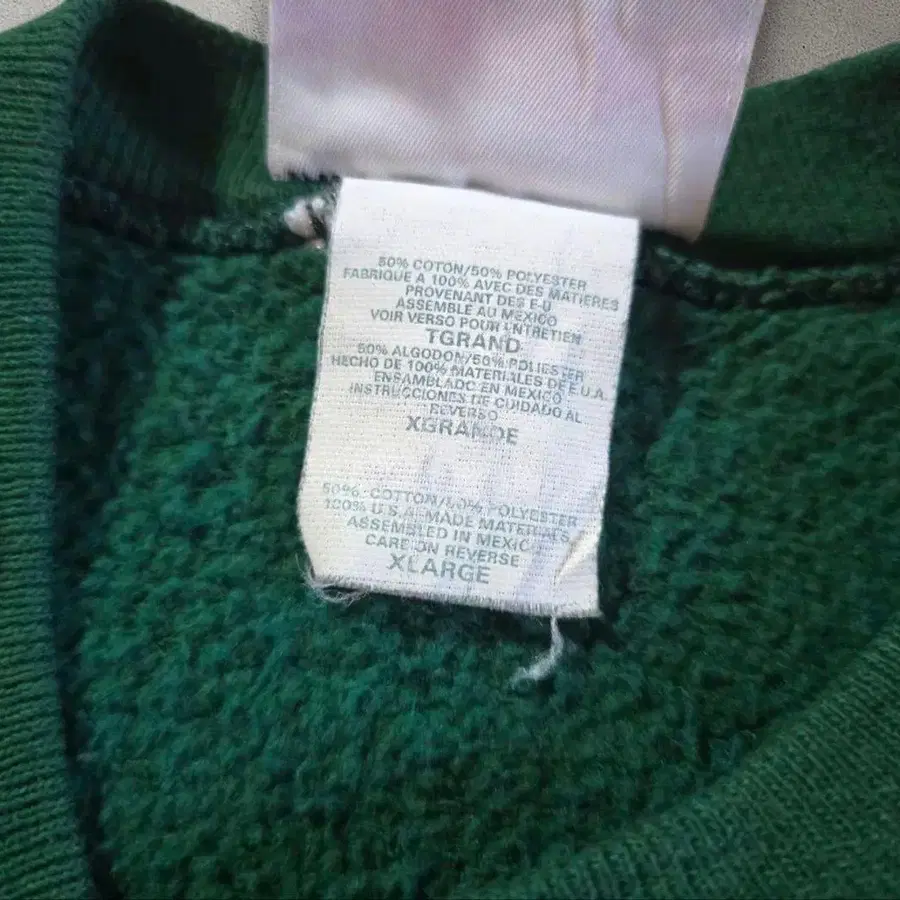 50% COTON/50% POLYESTER
FABRIQUE A 100% AVEC DES MATIÈRES
PROVENANT DES E-U
ASSEMBLE AU MEXICO
VOIR VERSO POUR ENTRETIEN
TGRAND
50% ALGODON/50% POLIESTER
HECHO DE 100% MATERIALES DE E.U.A.
ENSAMBLADO EN MEXICO
INSTRUCCIONES DE CUIDADO AL
REVERSO
XGRANDE
50% COTTON/50% POLYESTER
100% U.S.A. MADE MATERIALS
ASSEMBLED IN MEXICO
CARE ON REVERSE
XLARGE